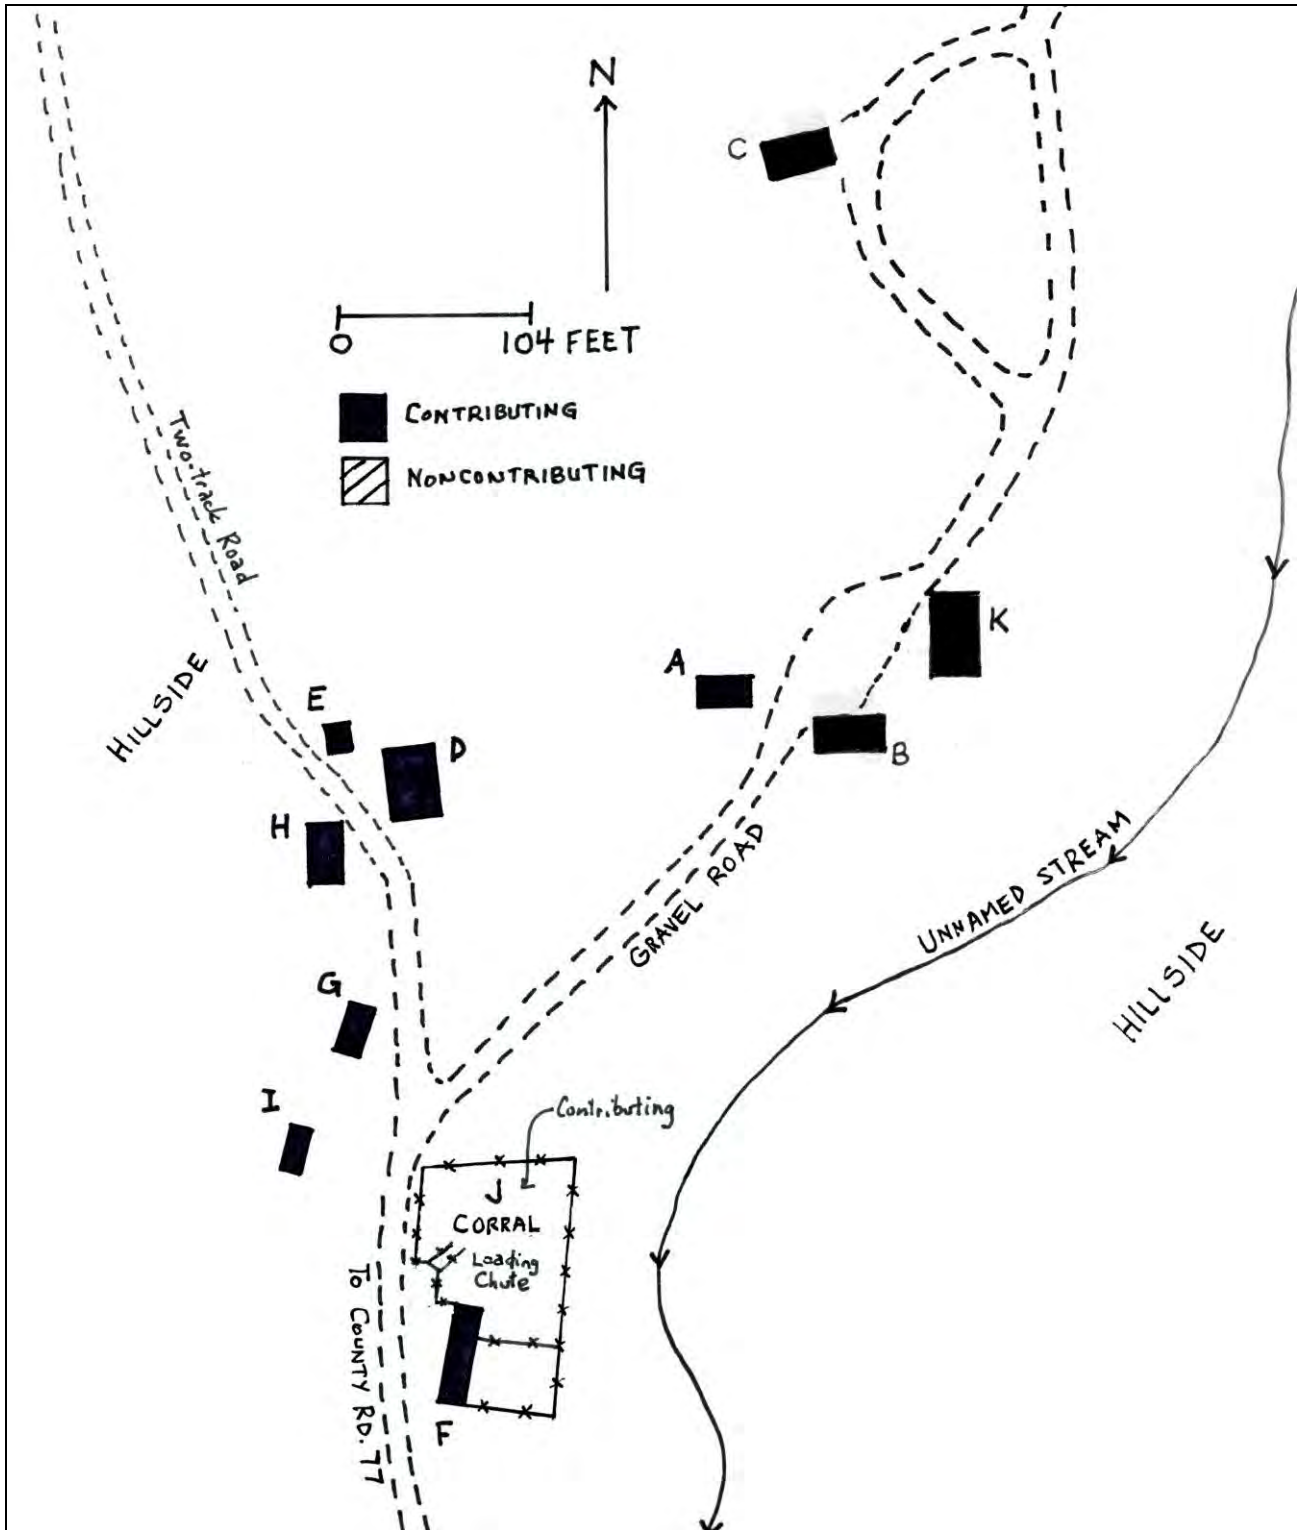 N
C
0
104 FEET
CONTRIBUTING
NONCONTRIBUTING
Two-track Road
HILLSIDE
K
A
E
D
B
H
GRAVEL ROAD
UNNAMED STREAM
HILLSIDE
G
I
Contributing
J
CORRAL
Loading
Chute
TO COUNTY RD. 77
F